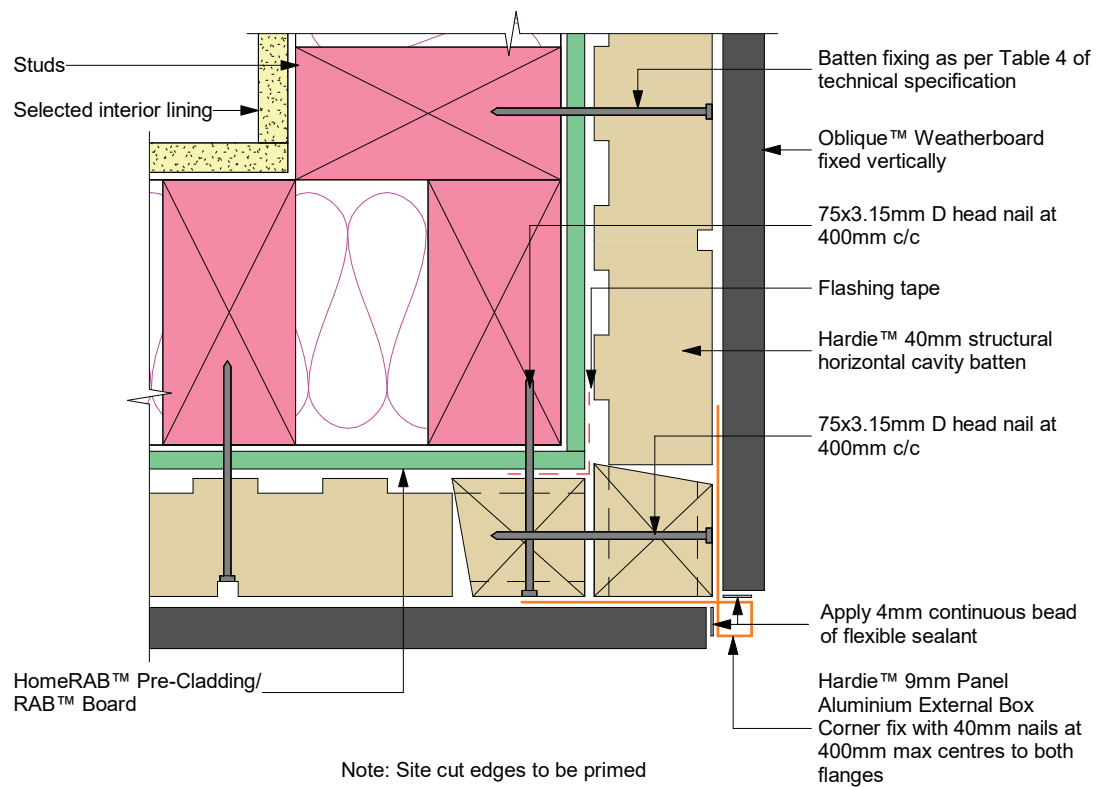 Studs
Selected interior lining
HomeRAB™ Pre-Cladding/
RAB™ Board
Batten fixing as per Table 4 of
technical specification
Oblique™ Weatherboard
fixed vertically
75x3.15mm D head nail at
400mm c/c
Flashing tape
Hardie™ 40mm structural
horizontal cavity batten
75x3.15mm D head nail at
400mm c/c
Apply 4mm continuous bead
of flexible sealant
Hardie™ 9mm Panel
Aluminium External Box
Corner fix with 40mm nails at
400mm max centres to both
flanges
Note: Site cut edges to be primed